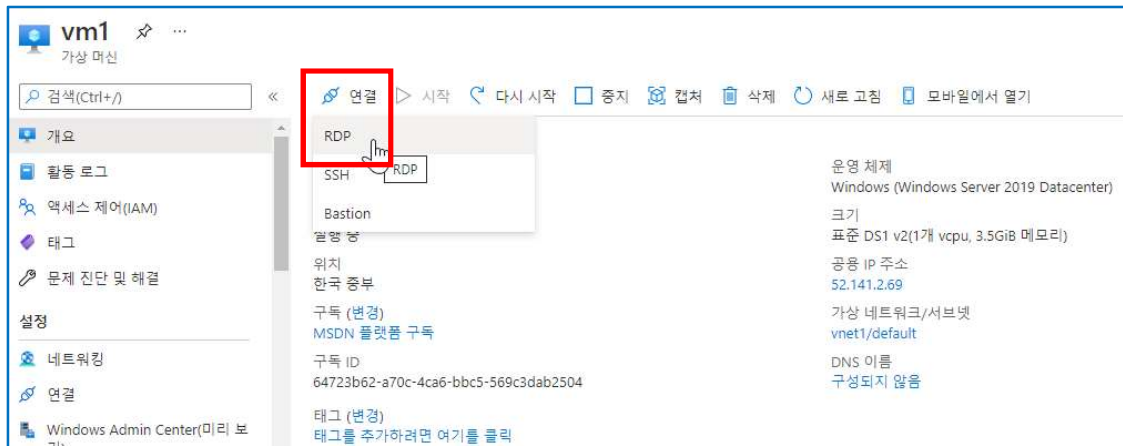 vm1
가상 머신
검색(Ctrl+/)
«
연결
시작
다시 시작
중지
캡처
삭제
새로 고침
모바일에서 열기
개요
활동 로그
액세스 제어(IAM)
태그
문제 진단 및 해결
설정
네트워킹
연결
Windows Admin Center(미리 보
RDP
RDP
SSH
Bastion
실행 중
위치
한국 중부
구독 (변경)
MSDN 플랫폼 구독
구독 ID
64723b62-a70c-4ca6-bbc5-569c3dab2504
태그 (변경)
태그를 추가하려면 여기를 클릭
운영 체제
Windows (Windows Server 2019 Datacenter)
크기
표준 DS1 v2(1개 vcpu, 3.5GiB 메모리)
공용 IP 주소
52.141.2.69
가상 네트워크/서브넷
vnet1/default
DNS 이름
구성되지 않음